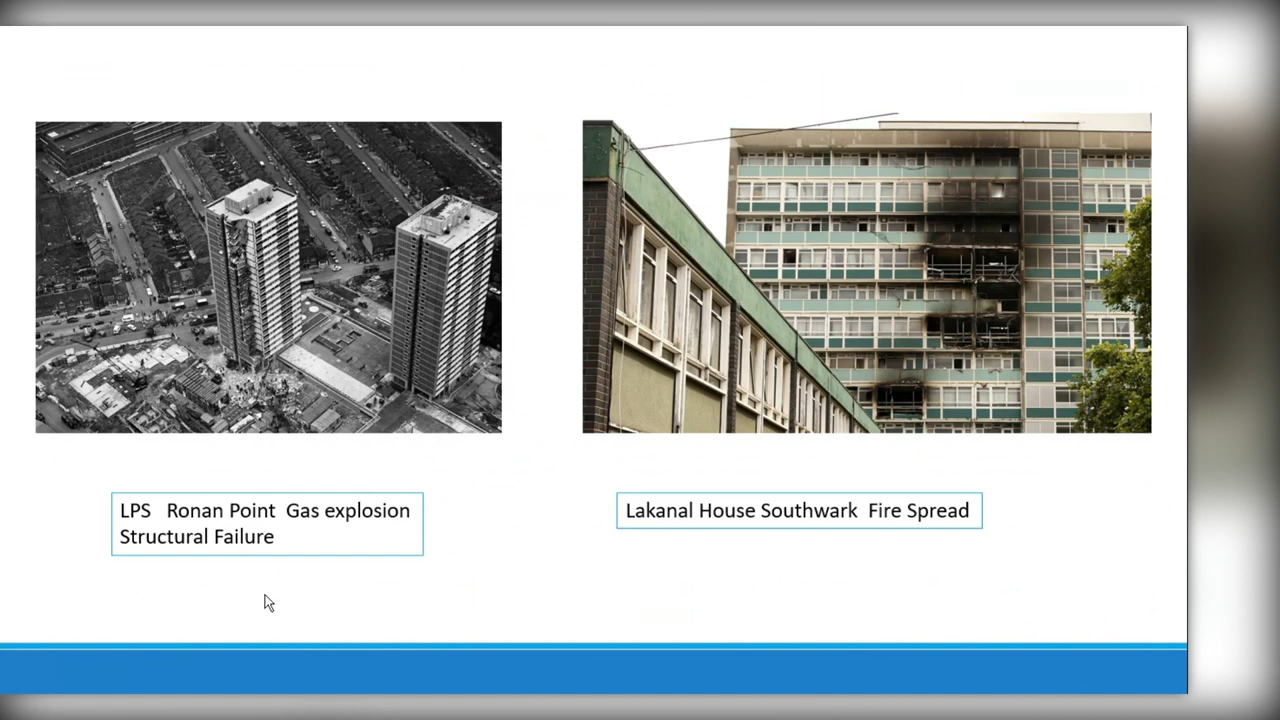 LPS Ronan Point Gas explosion
Structural Failure
Lakanal House Southwark Fire Spread